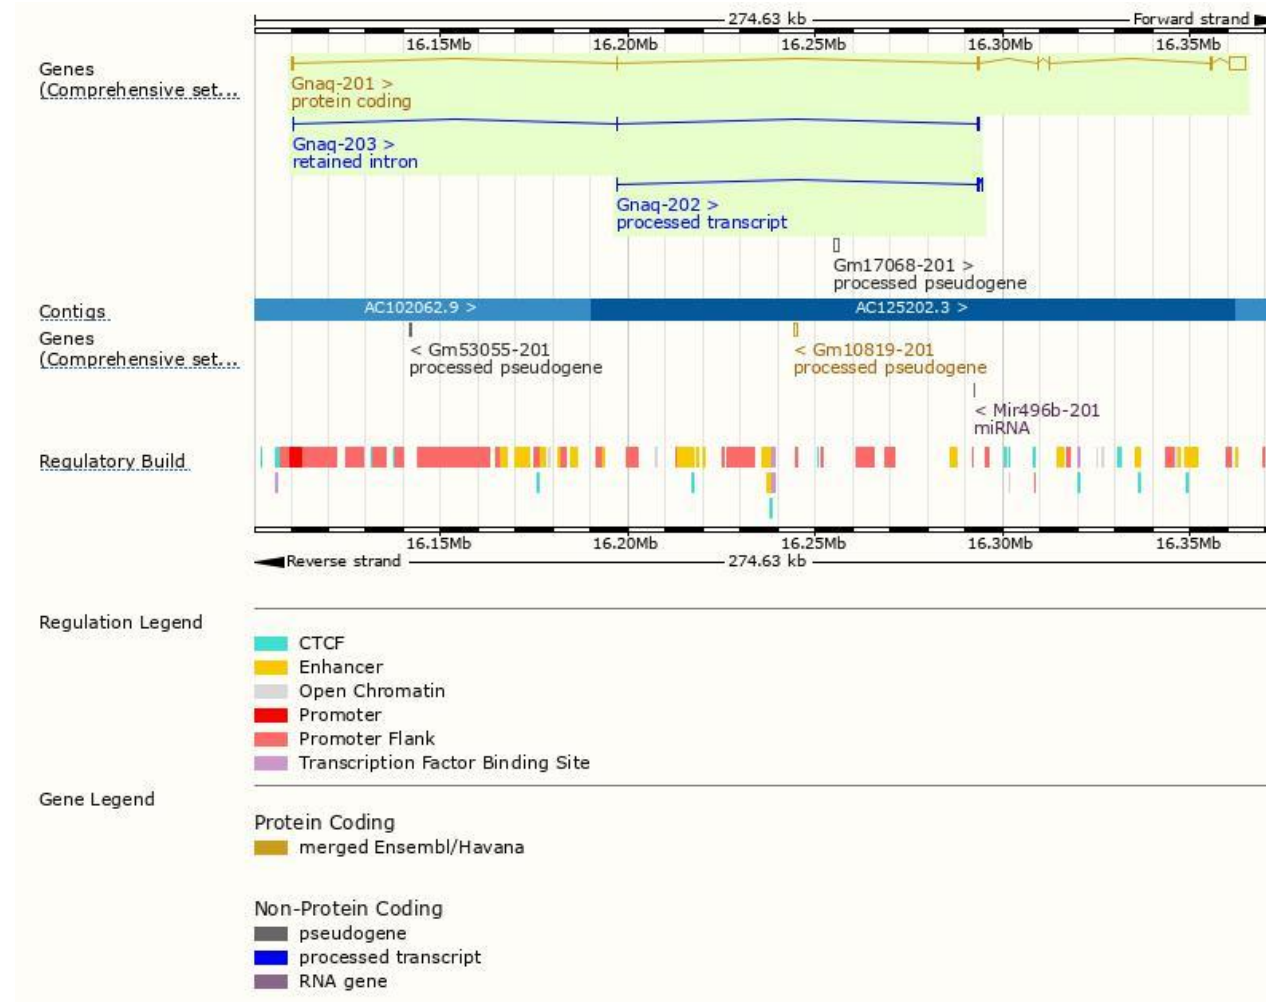 274.63 kb Forward strand
16.15Mb 16.20Mb 16.25Mb 16.30Mb 16.35Mb
Genes
(Comprehensive set...
Gnaq-201 >
protein coding
Gnaq-203 >
retained intron
Gnaq-202 >
processed transcript
Gm17068-201 >
processed pseudogene
Contigs
AC102062.9 > AC125202.3 >
Genes
(Comprehensive set...
< Gm53055-201
processed pseudogene
< Gm10819-201
processed pseudogene
< Mir496b-201
miRNA
Regulatory Build
16.15Mb 16.20Mb 16.25Mb 16.30Mb 16.35Mb
Reverse strand 274.63 kb
Regulation Legend
CTCF
Enhancer
Open Chromatin
Promoter
Promoter Flank
Transcription Factor Binding Site
Gene Legend
Protein Coding
merged Ensembl/Havana
Non-Protein Coding
pseudogene
processed transcript
RNA gene